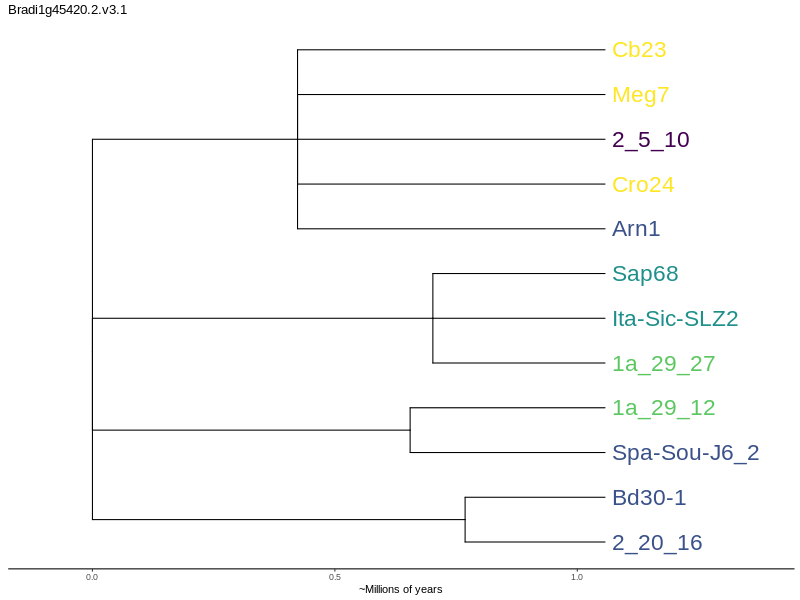 Bradi1g45420.2.v3.1
Cb23
Meg7
2_5_10
Cro24
Arn1
Sap68
Ita-Sic-SLZ2
1a_29_27
1a_29_12
Spa-Sou-J6_2
Bd30-1
2_20_16
0.0 0.5 1.0
~Millions of years